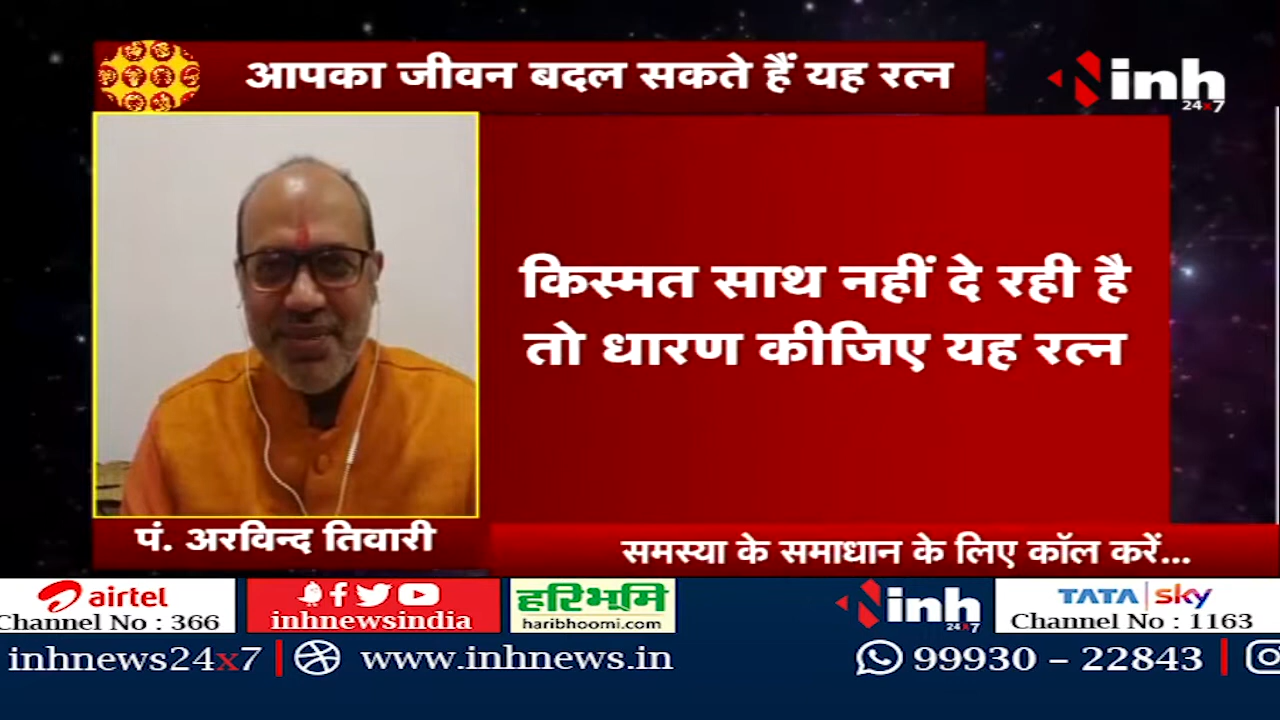 आपका जीवन बदल सकते हैं यह रत्न
inh
24x7
किस्मत साथ नहीं दे रही है
तो धारण कीजिए यह रत्न
पं. अरविन्द तिवारी
समस्या के समाधान के लिए कॉल करें...
airtel
Channel No : 366
inhnewsindia
हरिभूमि
haribhoomi.com
inh
24x7
TATA sky
Channel No : 1163
inhnews24x7
www.inhnews.in
99930 – 22843